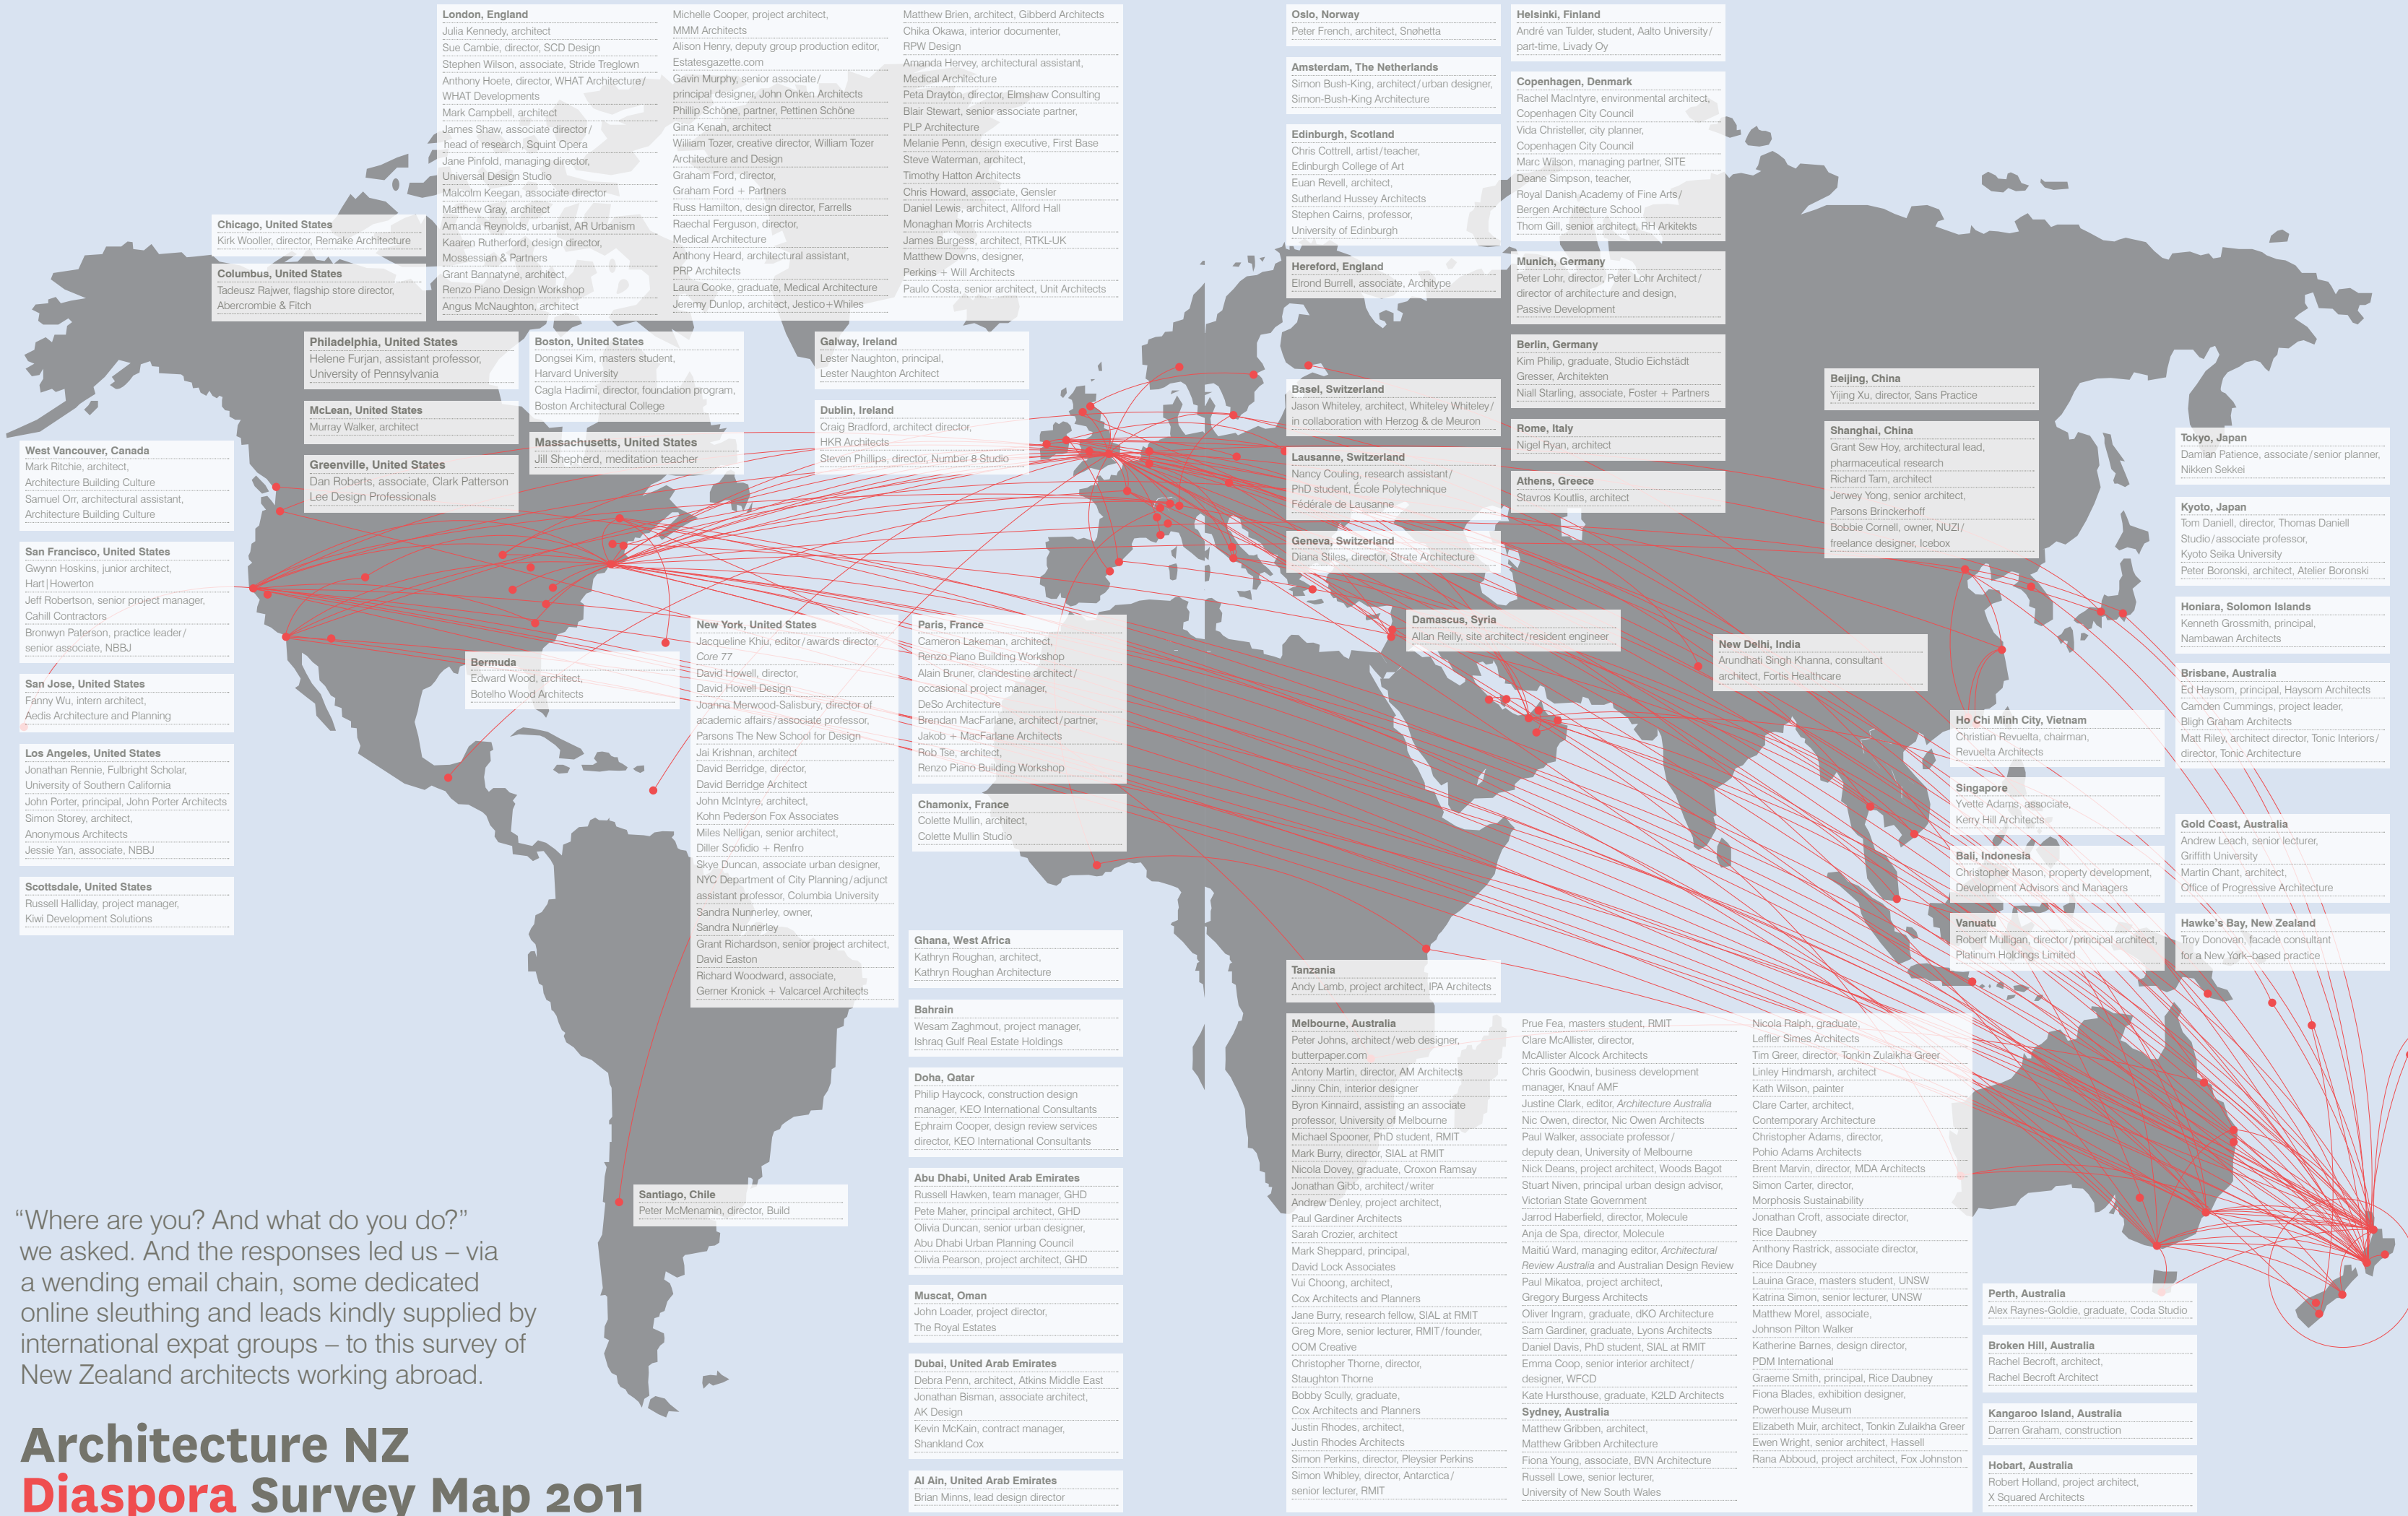 London, England
Julia Kennedy, architect
Sue Cambie, director, SCD Design
Stephen Wilson, associate, Stride Treglown
Anthony Hoete, director, WHAT Architecture/
WHAT Developments
Mark Campbell, architect
James Shaw, associate director/
head of research, Squint Opera
Jane Pinfold, managing director,
Universal Design Studio
Malcolm Keegan, associate director
Matthew Gray, architect
Amanda Reynolds, urbanist, AR Urbanism
Kaaren Rutherford, design director,
Mossessian & Partners
Grant Bannatyne, architect,
Renzo Piano Design Workshop
Angus McNaughton, architect
Michelle Cooper, project architect,
MMM Architects
Alison Henry, deputy group production editor,
Estatesgazette.com
Gavin Murphy, senior associate/
principal designer, John Onken Architects
Phillip Schöne, partner, Pettinen Schöne
Gina Kenah, architect
William Tozer, creative director, William Tozer
Architecture and Design
Graham Ford, director,
Graham Ford + Partners
Russ Hamilton, design director, Farrells
Raechal Ferguson, director,
Medical Architecture
Anthony Heard, architectural assistant,
PRP Architects
Laura Cooke, graduate, Medical Architecture
Jeremy Dunlop, architect, Jestico+Whiles
Matthew Brien, architect, Gibberd Architects
Chika Okawa, interior documenter,
RPW Design
Amanda Hervey, architectural assistant,
Medical Architecture
Peta Drayton, director, Elmshaw Consulting
Blair Stewart, senior associate partner,
PLP Architecture
Melanie Penn, design executive, First Base
Steve Waterman, architect,
Timothy Hatton Architects
Chris Howard, associate, Gensler
Daniel Lewis, architect, Allford Hall
Monaghan Morris Architects
James Burgess, architect, RTKL-UK
Matthew Downs, designer,
Perkins + Will Architects
Paulo Costa, senior architect, Unit Architects
Oslo, Norway
Peter French, architect, Snøhetta
Amsterdam, The Netherlands
Simon Bush-King, architect/urban designer,
Simon-Bush-King Architecture
Edinburgh, Scotland
Chris Cottrell, artist/teacher,
Edinburgh College of Art
Euan Revell, architect,
Sutherland Hussey Architects
Stephen Cairns, professor,
University of Edinburgh
Hereford, England
Elrond Burrell, associate, Architype
Helsinki, Finland
André van Tulder, student, Aalto University/
part-time, Livady Oy
Copenhagen, Denmark
Rachel MacIntyre, environmental architect,
Copenhagen City Council
Vida Christeller, city planner,
Copenhagen City Council
Marc Wilson, managing partner, SITE
Deane Simpson, teacher,
Royal Danish Academy of Fine Arts/
Bergen Architecture School
Thom Gill, senior architect, RH Arkitekts
Munich, Germany
Peter Lohr, director, Peter Lohr Architect/
director of architecture and design,
Passive Development
Berlin, Germany
Kim Philip, graduate, Studio Eichstädt
Gresser, Architekten
Niall Starling, associate, Foster + Partners
Rome, Italy
Nigel Ryan, architect
Athens, Greece
Stavros Koutlis, architect
Chicago, United States
Kirk Wooller, director, Remake Architecture
Columbus, United States
Tadeusz Rajwer, flagship store director,
Abercrombie & Fitch
Philadelphia, United States
Helene Furjan, assistant professor,
University of Pennsylvania
McLean, United States
Murray Walker, architect
Greenville, United States
Dan Roberts, associate, Clark Patterson
Lee Design Professionals
Boston, United States
Dongsei Kim, masters student,
Harvard University
Cagla Hadimi, director, foundation program,
Boston Architectural College
Massachusetts, United States
Jill Shepherd, meditation teacher
Galway, Ireland
Lester Naughton, principal,
Lester Naughton Architect
Dublin, Ireland
Craig Bradford, architect director,
HKR Architects
Steven Phillips, director, Number 8 Studio
Basel, Switzerland
Jason Whiteley, architect, Whiteley Whiteley/
in collaboration with Herzog & de Meuron
Lausanne, Switzerland
Nancy Couling, research assistant/
PhD student, École Polytechnique
Fédérale de Lausanne
Geneva, Switzerland
Diana Stiles, director, Strate Architecture
Beijing, China
Yijing Xu, director, Sans Practice
Shanghai, China
Grant Sew Hoy, architectural lead,
pharmaceutical research
Richard Tam, architect
Jerwey Yong, senior architect,
Parsons Brinckerhoff
Bobbie Cornell, owner, NUZI/
freelance designer, Icebox
Tokyo, Japan
Damian Patience, associate/senior planner,
Nikken Sekkei
Kyoto, Japan
Tom Daniell, director, Thomas Daniell
Studio/associate professor,
Kyoto Seika University
Peter Boronski, architect, Atelier Boronski
Honiara, Solomon Islands
Kenneth Grossmith, principal,
Nambawan Architects
Brisbane, Australia
Ed Haysom, principal, Haysom Architects
Camden Cummings, project leader,
Bligh Graham Architects
Matt Riley, architect director, Tonic Interiors/
director, Tonic Architecture
Gold Coast, Australia
Andrew Leach, senior lecturer,
Griffith University
Martin Chant, architect,
Office of Progressive Architecture
Hawke's Bay, New Zealand
Troy Donovan, facade consultant
for a New York–based practice
West Vancouver, Canada
Mark Ritchie, architect,
Architecture Building Culture
Samuel Orr, architectural assistant,
Architecture Building Culture
San Francisco, United States
Gwynn Hoskins, junior architect,
Hart|Howerton
Jeff Robertson, senior project manager,
Cahill Contractors
Bronwyn Paterson, practice leader/
senior associate, NBBJ
San Jose, United States
Fanny Wu, intern architect,
Aedis Architecture and Planning
Los Angeles, United States
Jonathan Rennie, Fulbright Scholar,
University of Southern California
John Porter, principal, John Porter Architects
Simon Storey, architect,
Anonymous Architects
Jessie Yan, associate, NBBJ
Scottsdale, United States
Russell Halliday, project manager,
Kiwi Development Solutions
Bermuda
Edward Wood, architect,
Botelho Wood Architects
New York, United States
Jacqueline Khiu, editor/awards director,
Core 77
David Howell, director,
David Howell Design
Joanna Merwood-Salisbury, director of
academic affairs/associate professor,
Parsons The New School for Design
Jai Krishnan, architect
David Berridge, director,
David Berridge Architect
John McIntyre, architect,
Kohn Pederson Fox Associates
Miles Nelligan, senior architect,
Diller Scofidio + Renfro
Skye Duncan, associate urban designer,
NYC Department of City Planning/adjunct
assistant professor, Columbia University
Sandra Nunnerley, owner,
Sandra Nunnerley
Grant Richardson, senior project architect,
David Easton
Richard Woodward, associate,
Gerner Kronick + Valcarcel Architects
Paris, France
Cameron Lakeman, architect,
Renzo Piano Building Workshop
Alain Bruner, clandestine architect/
occasional project manager,
DeSo Architecture
Brendan MacFarlane, architect/partner,
Jakob + MacFarlane Architects
Rob Tse, architect,
Renzo Piano Building Workshop
Chamonix, France
Colette Mullin, architect,
Colette Mullin Studio
Damascus, Syria
Allan Reilly, site architect/resident engineer
New Delhi, India
Arundhati Singh Khanna, consultant
architect, Fortis Healthcare
Ho Chi Minh City, Vietnam
Christian Revuelta, chairman,
Revuelta Architects
Singapore
Yvette Adams, associate,
Kerry Hill Architects
Bali, Indonesia
Christopher Mason, property development,
Development Advisors and Managers
Vanuatu
Robert Mulligan, director/principal architect,
Platinum Holdings Limited
Ghana, West Africa
Kathryn Roughan, architect,
Kathryn Roughan Architecture
Bahrain
Wesam Zaghmout, project manager,
Ishraq Gulf Real Estate Holdings
Doha, Qatar
Philip Haycock, construction design
manager, KEO International Consultants
Ephraim Cooper, design review services
director, KEO International Consultants
Abu Dhabi, United Arab Emirates
Russell Hawken, team manager, GHD
Pete Maher, principal architect, GHD
Olivia Duncan, senior urban designer,
Abu Dhabi Urban Planning Council
Olivia Pearson, project architect, GHD
Muscat, Oman
John Loader, project director,
The Royal Estates
Dubai, United Arab Emirates
Debra Penn, architect, Atkins Middle East
Jonathan Bisman, associate architect,
AK Design
Kevin McKain, contract manager,
Shankland Cox
Al Ain, United Arab Emirates
Brian Minns, lead design director
Santiago, Chile
Peter McMenamin, director, Build
Tanzania
Andy Lamb, project architect, IPA Architects
Melbourne, Australia
Peter Johns, architect/web designer,
butterpaper.com
Antony Martin, director, AM Architects
Jinny Chin, interior designer
Byron Kinnaird, assisting an associate
professor, University of Melbourne
Michael Spooner, PhD student, RMIT
Mark Burry, director, SIAL at RMIT
Nicola Dovey, graduate, Croxon Ramsay
Jonathan Gibb, architect/writer
Andrew Denley, project architect,
Paul Gardiner Architects
Sarah Crozier, architect
Mark Sheppard, principal,
David Lock Associates
Vui Choong, architect,
Cox Architects and Planners
Jane Burry, research fellow, SIAL at RMIT
Greg More, senior lecturer, RMIT/founder,
OOM Creative
Christopher Thorne, director,
Staughton Thorne
Bobby Scully, graduate,
Cox Architects and Planners
Justin Rhodes, architect,
Justin Rhodes Architects
Simon Perkins, director, Pleysier Perkins
Simon Whibley, director, Antarctica/
senior lecturer, RMIT
Prue Fea, masters student, RMIT
Clare McAllister, director,
McAllister Alcock Architects
Chris Goodwin, business development
manager, Knauf AMF
Justine Clark, editor, Architecture Australia
Nic Owen, director, Nic Owen Architects
Paul Walker, associate professor/
deputy dean, University of Melbourne
Nick Deans, project architect, Woods Bagot
Stuart Niven, principal urban design advisor,
Victorian State Government
Jarrod Haberfield, director, Molecule
Anja de Spa, director, Molecule
Maitiú Ward, managing editor, Architectural
Review Australia and Australian Design Review
Paul Mikatoa, project architect,
Gregory Burgess Architects
Oliver Ingram, graduate, dKO Architecture
Sam Gardiner, graduate, Lyons Architects
Daniel Davis, PhD student, SIAL at RMIT
Emma Coop, senior interior architect/
designer, WFCD
Kate Hursthouse, graduate, K2LD Architects
Sydney, Australia
Matthew Gribben, architect,
Matthew Gribben Architecture
Fiona Young, associate, BVN Architecture
Russell Lowe, senior lecturer,
University of New South Wales
Nicola Ralph, graduate,
Leffler Simes Architects
Tim Greer, director, Tonkin Zulaikha Greer
Linley Hindmarsh, architect
Kath Wilson, painter
Clare Carter, architect,
Contemporary Architecture
Christopher Adams, director,
Pohio Adams Architects
Brent Marvin, director, MDA Architects
Simon Carter, director,
Morphosis Sustainability
Jonathan Croft, associate director,
Rice Daubney
Anthony Rastrick, associate director,
Rice Daubney
Lauina Grace, masters student, UNSW
Katrina Simon, senior lecturer, UNSW
Matthew Morel, associate,
Johnson Pilton Walker
Katherine Barnes, design director,
PDM International
Graeme Smith, principal, Rice Daubney
Fiona Blades, exhibition designer,
Powerhouse Museum
Elizabeth Muir, architect, Tonkin Zulaikha Greer
Ewen Wright, senior architect, Hassell
Rana Abboud, project architect, Fox Johnston
Perth, Australia
Alex Raynes-Goldie, graduate, Coda Studio
Broken Hill, Australia
Rachel Becroft, architect,
Rachel Becroft Architect
Kangaroo Island, Australia
Darren Graham, construction
Hobart, Australia
Robert Holland, project architect,
X Squared Architects
“Where are you? And what do you do?”
we asked. And the responses led us – via
a wending email chain, some dedicated
online sleuthing and leads kindly supplied by
international expat groups – to this survey of
New Zealand architects working abroad.
Architecture NZ
Diaspora Survey Map 2011